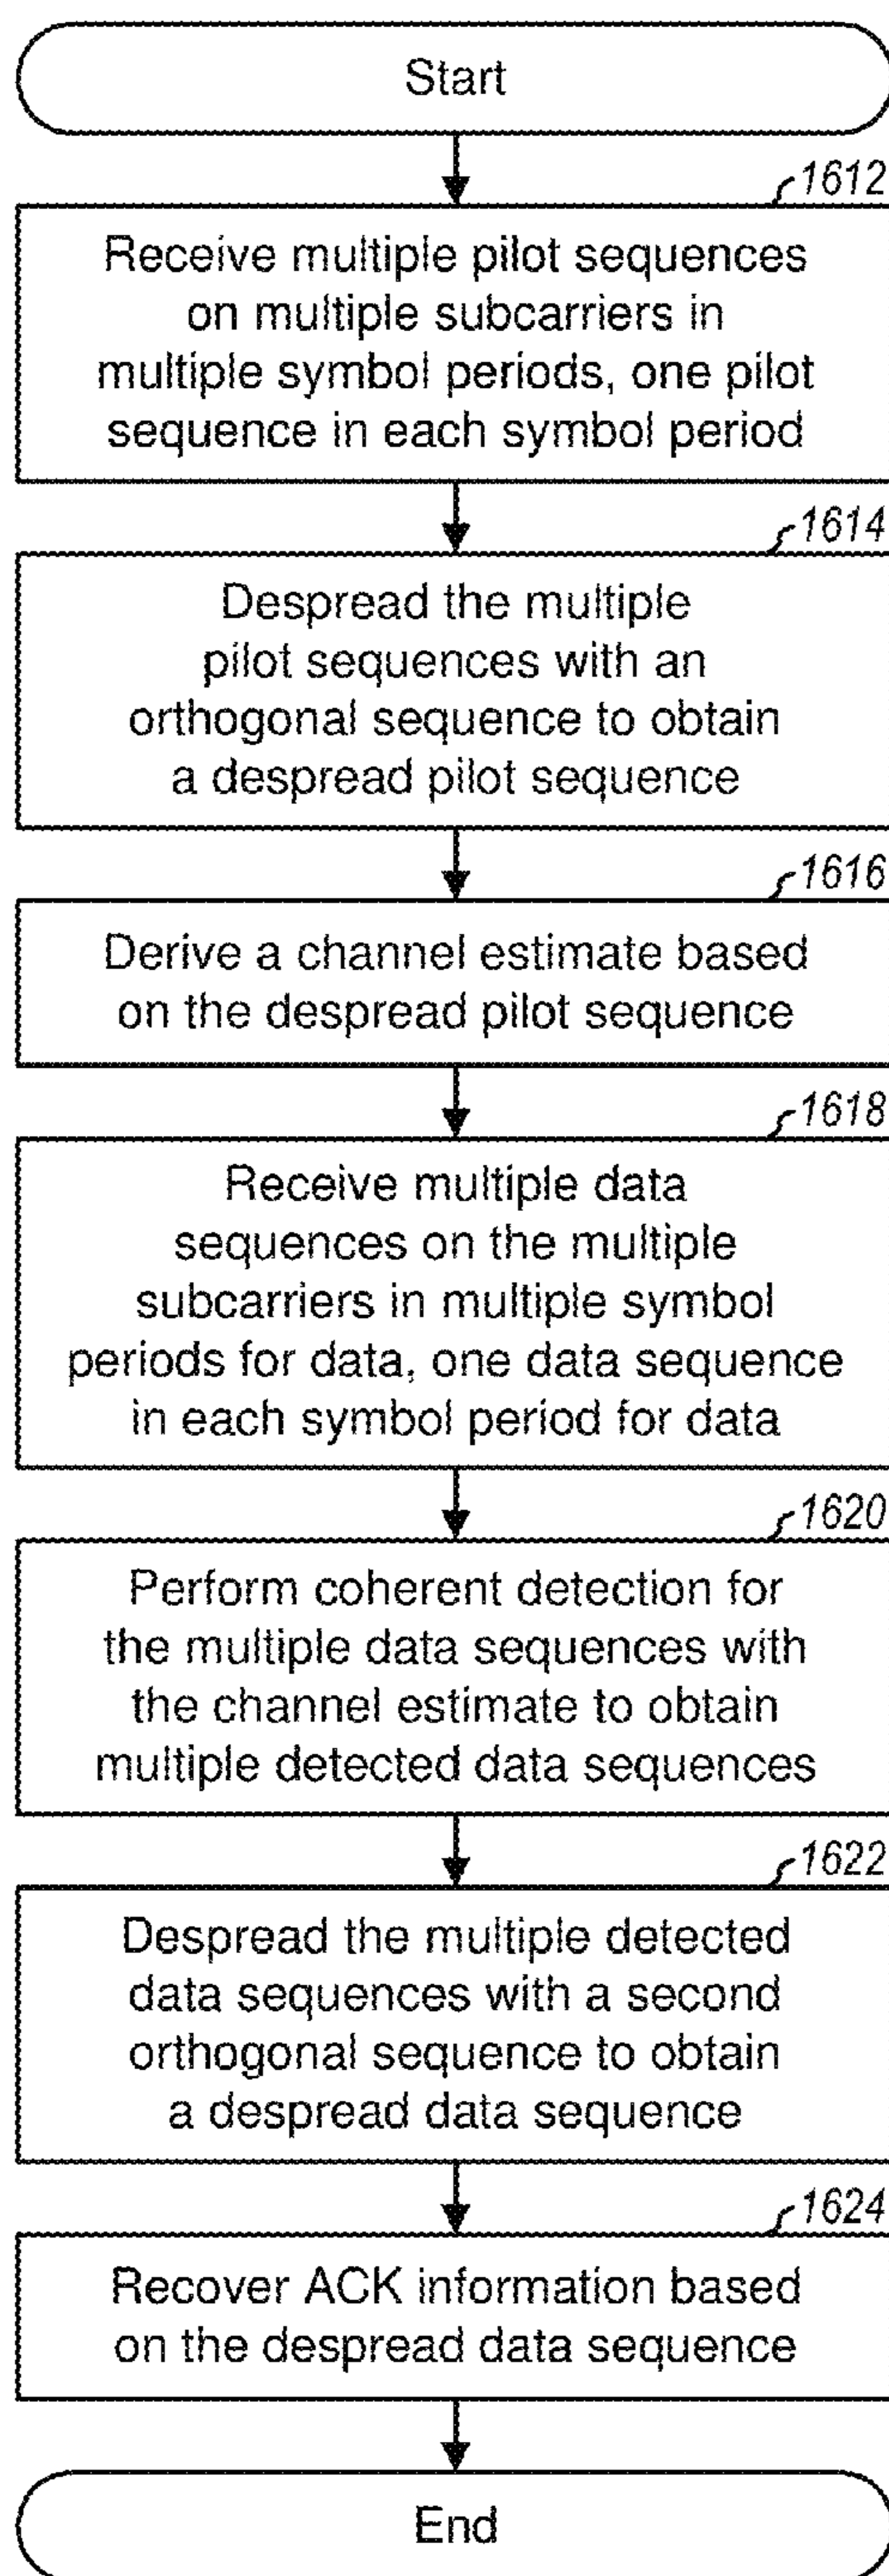 Start
1612
Receive multiple pilot sequences
on multiple subcarriers in
multiple symbol periods, one pilot
sequence in each symbol period
1614
Despread the multiple
pilot sequences with an
orthogonal sequence to obtain
a despread pilot sequence
1616
Derive a channel estimate based
on the despread pilot sequence
1618
Receive multiple data
sequences on the multiple
subcarriers in multiple symbol
periods for data, one data sequence
in each symbol period for data
1620
Perform coherent detection for
the multiple data sequences with
the channel estimate to obtain
multiple detected data sequences
1622
Despread the multiple detected
data sequences with a second
orthogonal sequence to obtain
a despread data sequence
1624
Recover ACK information based
on the despread data sequence
End